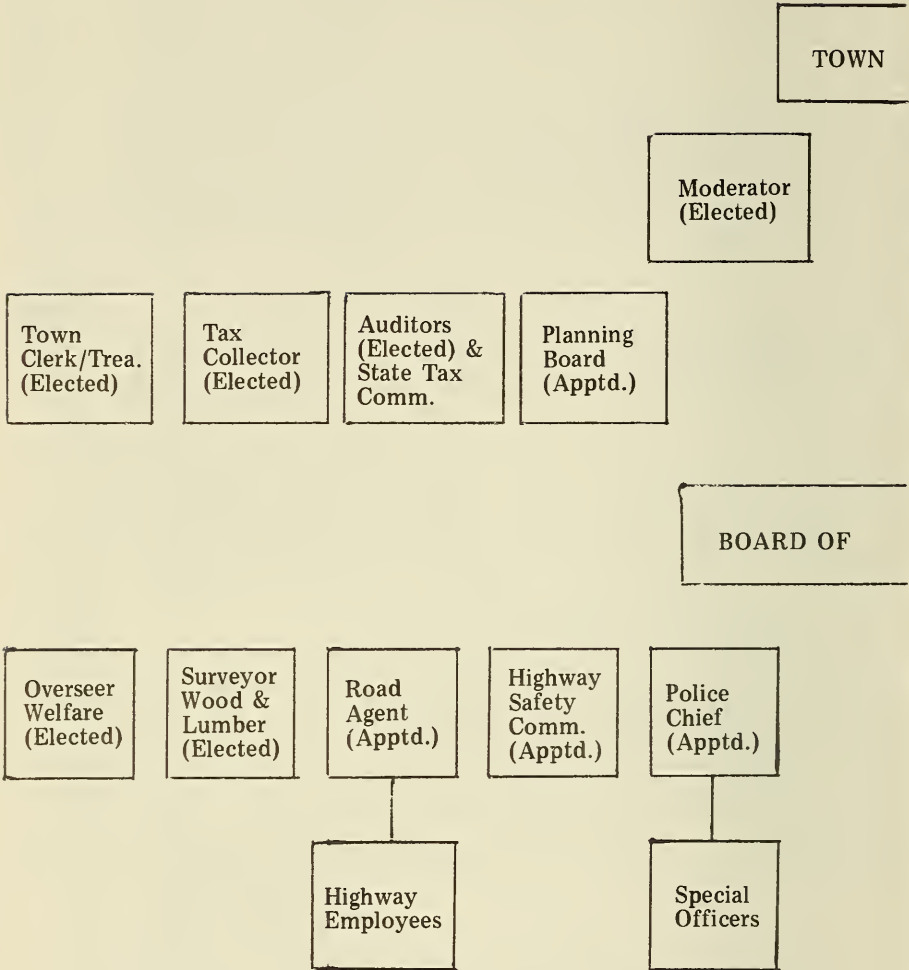 TOWN
Moderator
(Elected)
Town
Clerk/Trea.
(Elected)
Tax
Collector
(Elected)
Auditors
(Elected) &
State Tax
Comm.
Planning
Board
(Apptd.)
BOARD OF
Overseer
Welfare
(Elected)
Surveyor
Wood &
Lumber
(Elected)
Road
Agent
(Apptd.)
Highway
Safety
Comm.
(Apptd.)
Police
Chief
(Apptd.)
Highway
Employees
Special
Officers